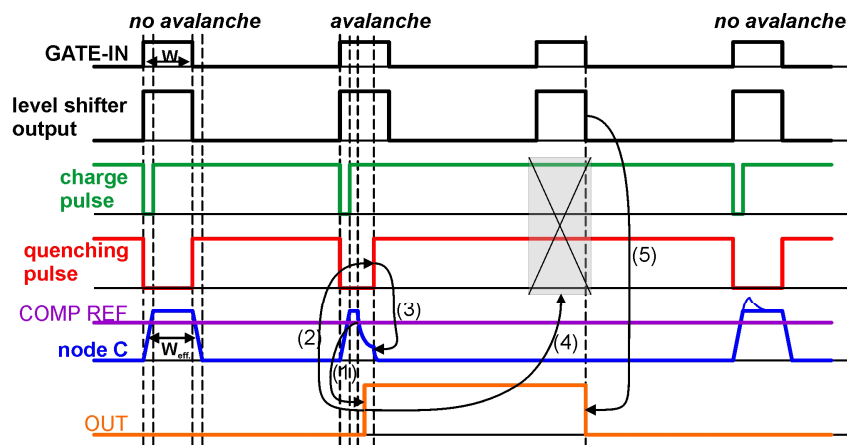 no avalanche
avalanche
no avalanche
GATE-IN
W
level shifter
output
charge
pulse
quenching
pulse
(5)
COMP REF
(3)
(2)
(4)
node C
Weff.
(1)
OUT